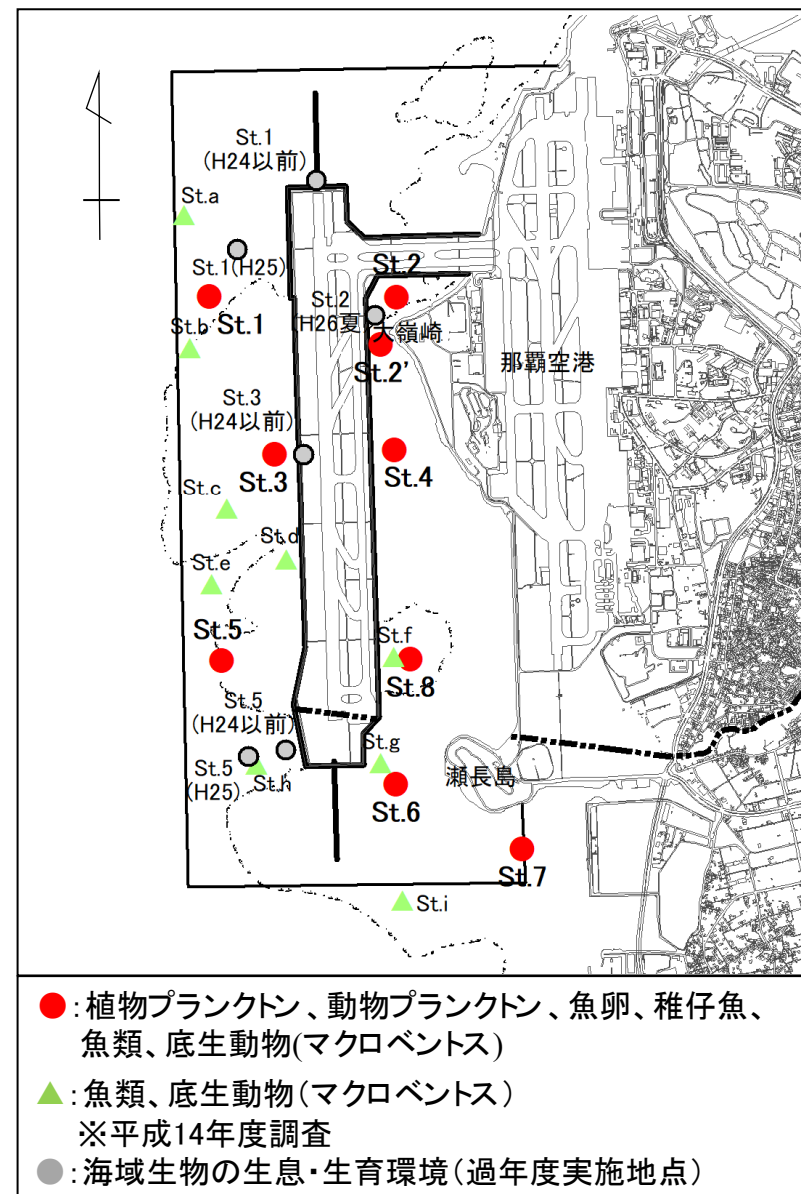 St.1
(H24以前)
St.a
St.1(H25)
St.2
St.1
St.2
(H26夏)
大嶺崎
St.b
St.2'
那覇空港
St.3
(H24以前)
St.3
St.4
St.c
St.d
St.e
St.5
St.f
St.8
St.5
(H24以前)
St.g
St.5
(H25)
St.h
瀬長島
St.6
St.7
St.i
●:植物プランクトン、動物プランクトン、魚卵、稚仔魚、
魚類、底生動物(マクロベントス)
▲:魚類、底生動物(マクロベントス)
※平成14年度調査
●:海域生物の生息・生育環境(過年度実施地点)